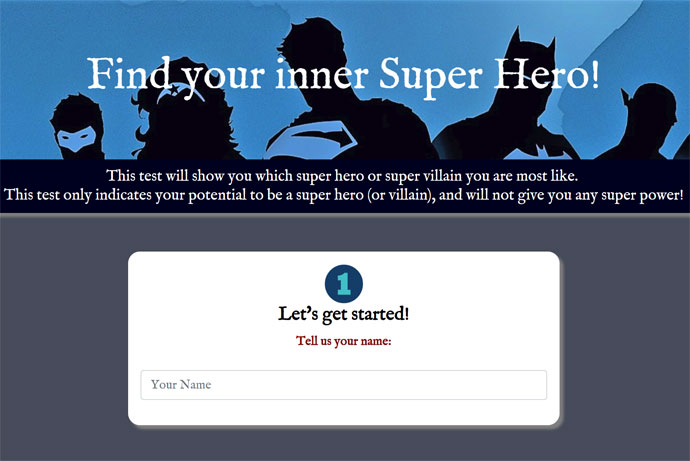 Find your inner Super Hero!
This test will show you which super hero or super villain you are most like.
This test only indicates your potential to be a super hero (or villain), and will not give you any super power!
1
Let's get started!
Tell us your name:
Your Name